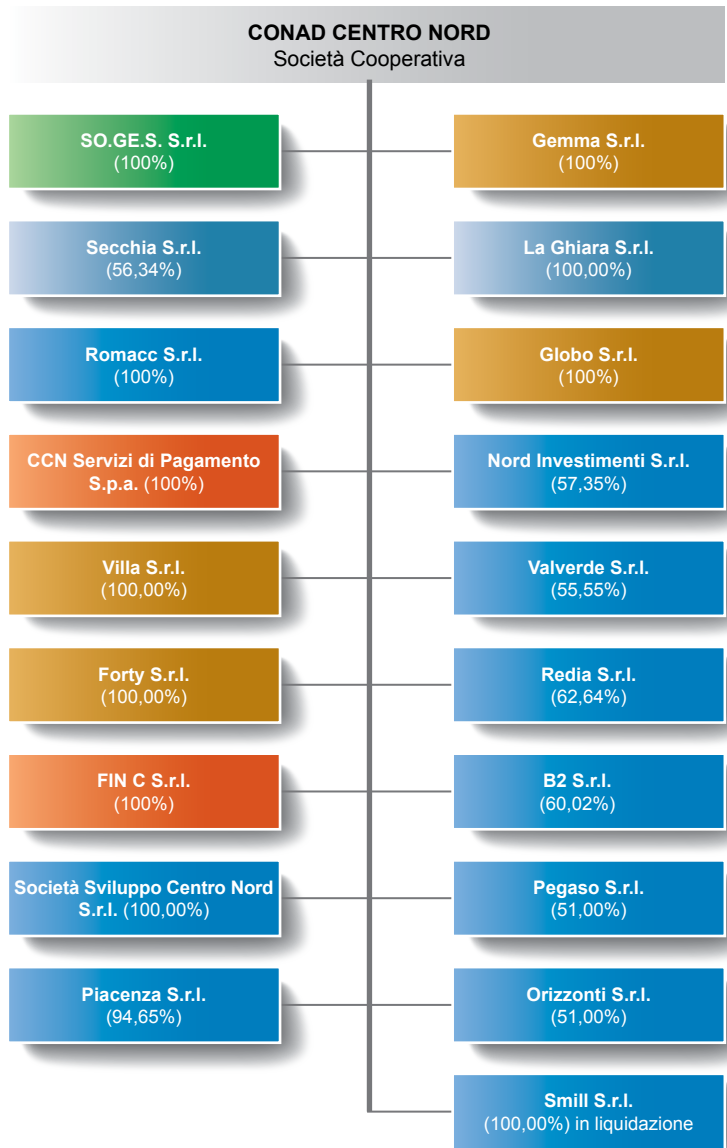 CONAD CENTRO NORD
Società Cooperativa
SO.GE.S. S.r.l.
(100%)
Gemma S.r.l.
(100%)
Secchia S.r.l.
(56,34%)
La Ghiara S.r.l.
(100,00%)
Romacc S.r.l.
(100%)
Globo S.r.l.
(100%)
CCN Servizi di Pagamento
S.p.a. (100%)
Nord Investimenti S.r.l.
(57,35%)
Villa S.r.l.
(100,00%)
Valverde S.r.l.
(55,55%)
Forty S.r.l.
(100,00%)
Redia S.r.l.
(62,64%)
FIN C S.r.l.
(100%)
B2 S.r.l.
(60,02%)
Società Sviluppo Centro Nord
S.r.l. (100,00%)
Pegaso S.r.l.
(51,00%)
Piacenza S.r.l.
(94,65%)
Orizzonti S.r.l.
(51,00%)
Smill S.r.l.
(100,00%) in liquidazione